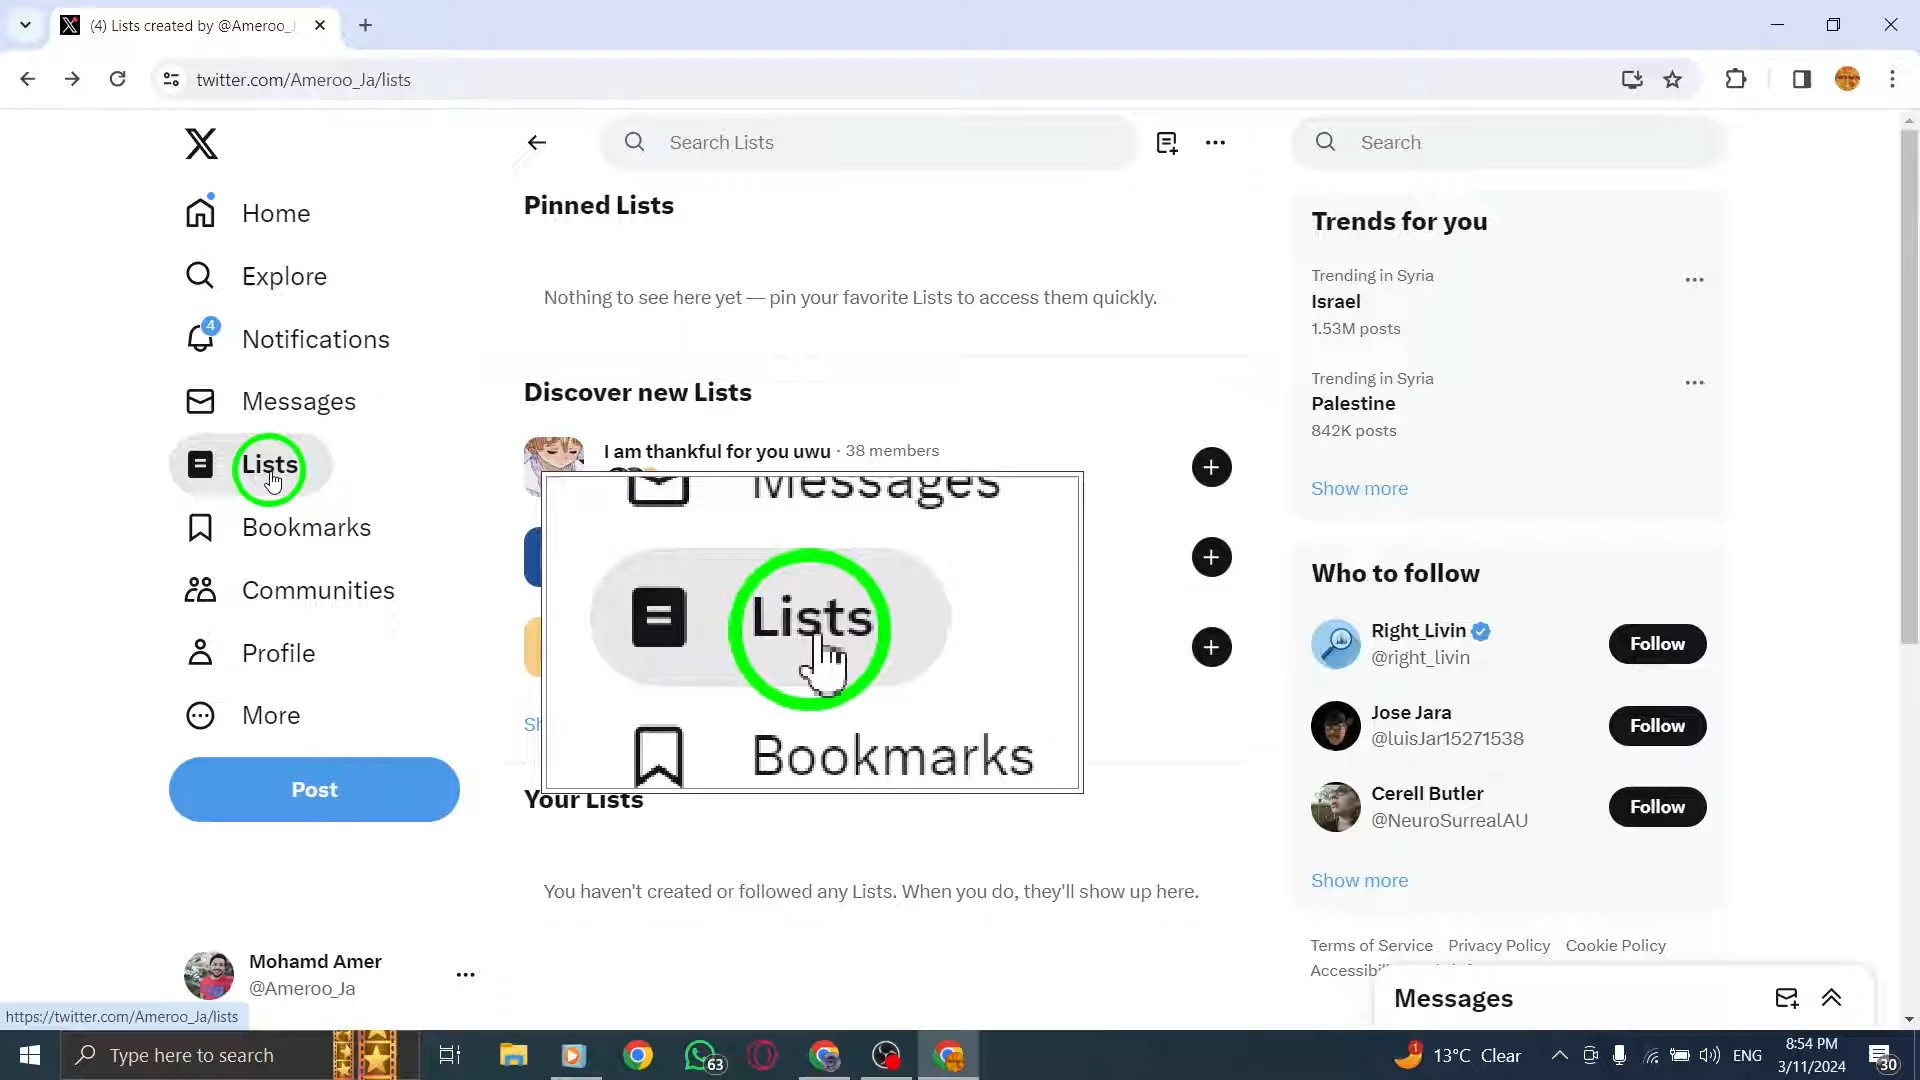 (4) Lists created by @Ameroo_J
twitter.com/Ameroo_Ja/lists
Home
Explore
4
Notifications
Messages
Lists
Bookmarks
Communities
Profile
More
Post
Mohamd Amer
@Ameroo_Ja
https://twitter.com/Ameroo_Ja/lists
Search Lists
Pinned Lists
Nothing to see here yet — pin your favorite Lists to access them quickly.
Discover new Lists
I am thankful for you uwu · 38 members
Messages
Lists
Bookmarks
Your Lists
You haven't created or followed any Lists. When you do, they'll show up here.
Search
Trends for you
Trending in Syria
Israel
1.53M posts
Trending in Syria
Palestine
842K posts
Show more
Who to follow
Right_Livin
@right_livin
Follow
Jose Jara
@luisJar15271538
Follow
Cerell Butler
@NeuroSurrealAU
Follow
Show more
Terms of Service Privacy Policy Cookie Policy
Messages
Type here to search
63
1
13°C Clear
ENG
8:54 PM
3/11/2024
30